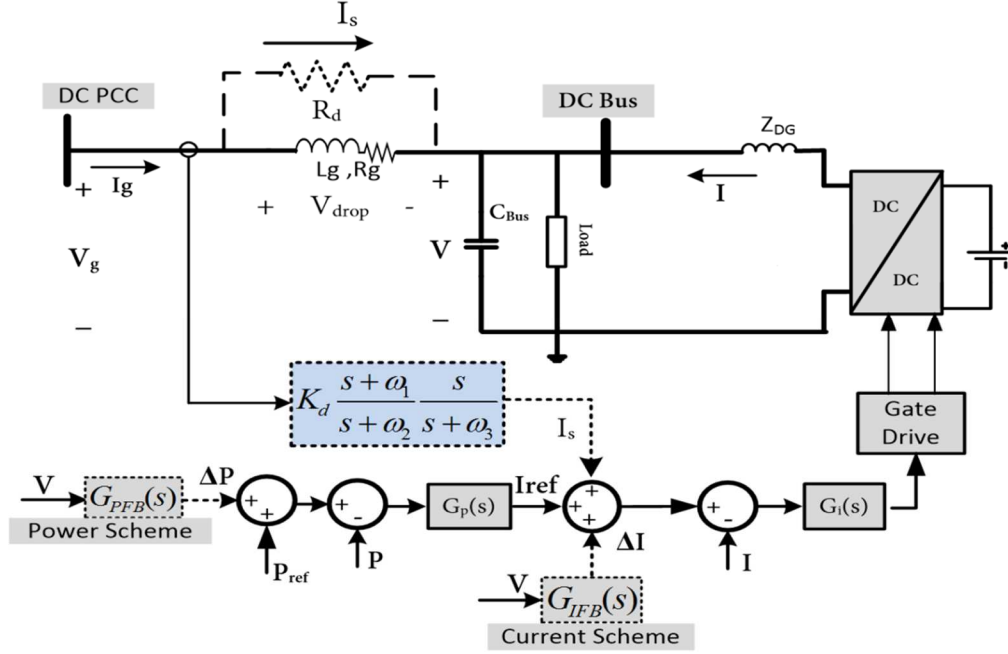 Is
DC PCC
Rd
DC Bus
ZDG
Ig
Lg ,Rg
I
+
+
+ Vdrop -
CBus
Load
DC
DC
V
Vg
−
−
Kd (s + ω1)/(s + ω2) s/(s + ω3)
Is
Gate
Drive
V
GPFB(s)
ΔP
Power Scheme
+
+
Pref
-
P
Gp(s)
Iref
+
+
+
ΔI
+
-
I
Gi(s)
V
GIFB(s)
Current Scheme